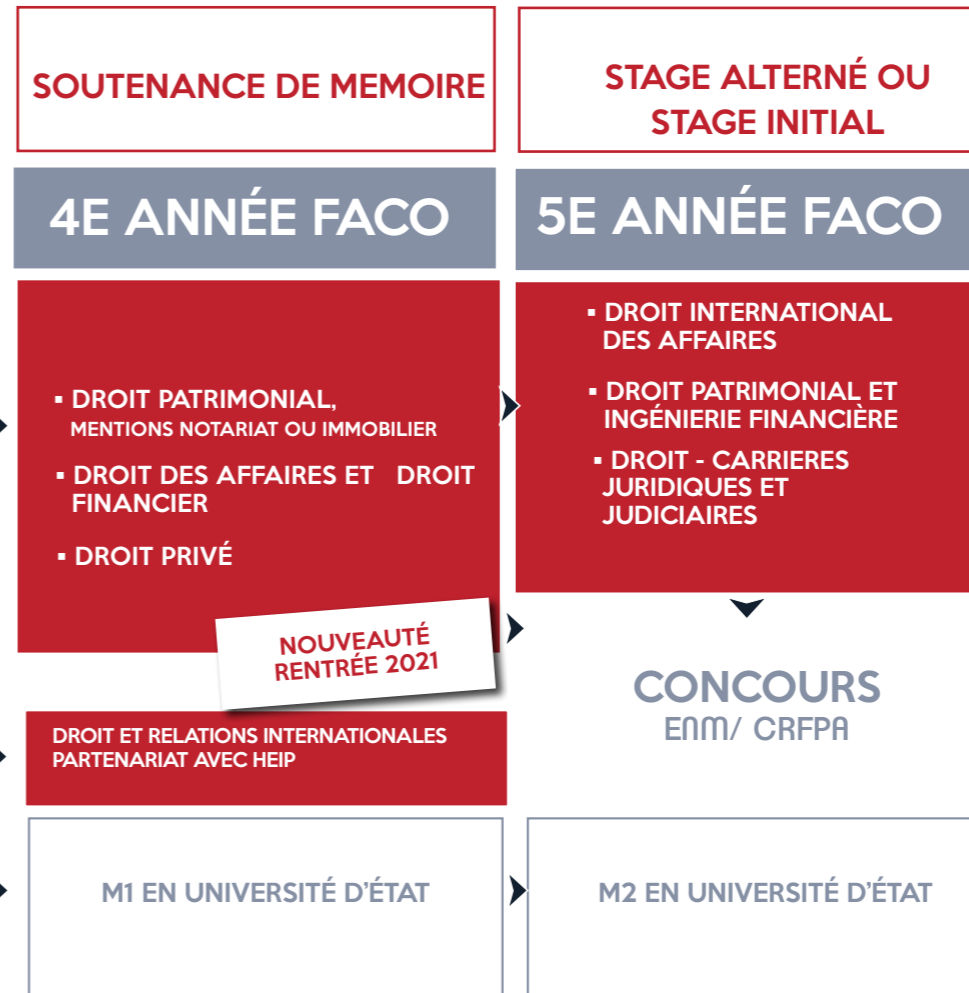 SOUTENANCE DE MEMOIRE
STAGE ALTERNÉ OU
STAGE INITIAL
4E ANNÉE FACO
5E ANNÉE FACO
▪ DROIT PATRIMONIAL,
MENTIONS NOTARIAT OU IMMOBILIER
▪ DROIT DES AFFAIRES ET DROIT
FINANCIER
▪ DROIT PRIVÉ
▪ DROIT INTERNATIONAL
DES AFFAIRES
▪ DROIT PATRIMONIAL ET
INGÉNIERIE FINANCIÈRE
▪ DROIT - CARRIERES
JURIDIQUES ET
JUDICIAIRES
NOUVEAUTÉ
RENTRÉE 2021
CONCOURS
ENM/ CRFPA
DROIT ET RELATIONS INTERNATIONALES
PARTENARIAT AVEC HEIP
M1 EN UNIVERSITÉ D'ÉTAT
M2 EN UNIVERSITÉ D'ÉTAT